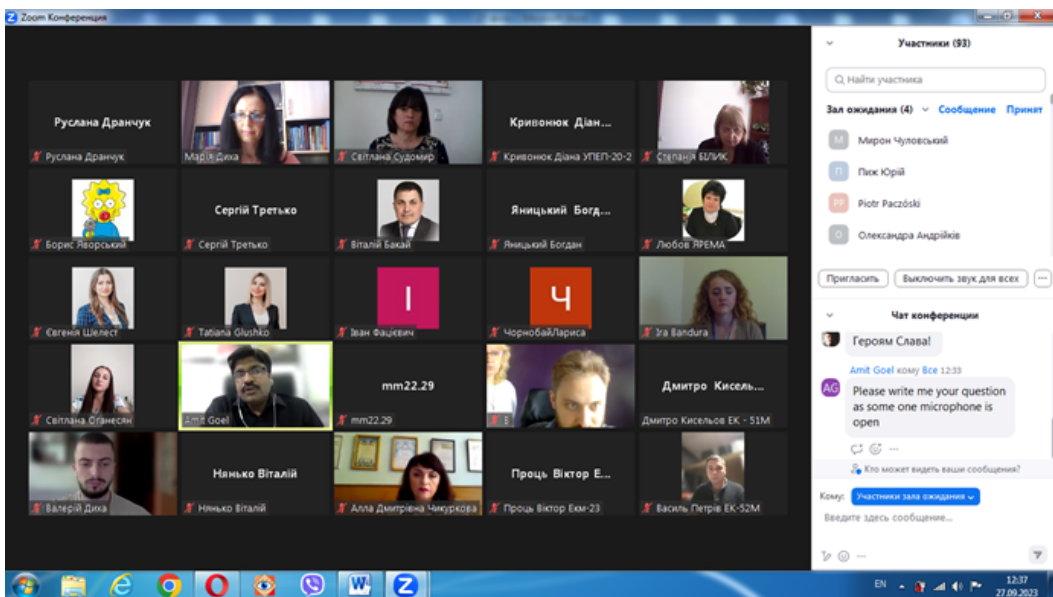 Zoom Конференция
Руслана Дранчук
Руслана Дранчук
Марія Диха
Світлана Судомир
Кривонюк Діан...
Кривонюк Діана УПЕП-20-2
Степанія БІЛИК
Борис Яворський
Сергій Третько
Сергій Третько
Віталій Бакай
Яницький Богд...
Яницький Богдан
Любов ЯРЕМА
Євгенія Шелест
Tatiana Glushko
І
Іван Фацієвич
Ч
ЧорнобайЛариса
Ira Bandura
Світлана Оганесян
Amit Goel
mm22.29
mm22.29
В
Дмитро Кисель...
Дмитро Кисельов ЕК - 51М
Валерій Диха
Нянько Віталій
Нянько Віталій
Алла Дмитрівна Чикуркова
Проць Віктор Е...
Проць Віктор Екм-23
Василь Петрів ЕК-52М
Участники (93)
Найти участника
Зал ожидания (4) Сообщение Принят
М Мирон Чуловський
П Пиж Юрій
PP Piotr Paczóski
О Олександра Андрійків
Пригласить Выключить звук для всех ...
Чат конференции
Героям Слава!
Amit Goel кому Все 12:33
AG
Please write me your question
as some one microphone is
open
Кто может видеть ваши сообщения?
Кому: Участники зала ожидания
Введите здесь сообщение...
EN
12:37
27.09.2023